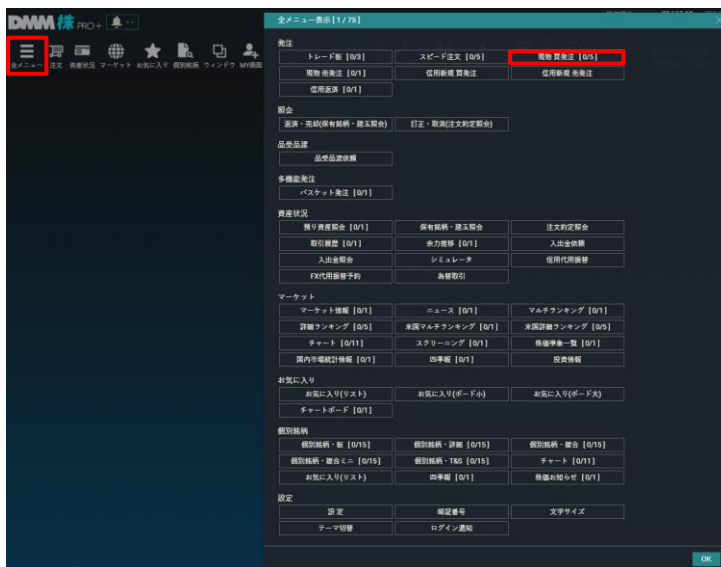 DMM 株 PRO+
全メニュー 注文 資産状況 マーケット お気に入り 個別銘柄 ウィンドウ MY画面
全メニュー表示 [1 / 75]
発注
トレード板 [0/3] スピード注文 [0/5] 現物 買発注 [0/5]
現物 売発注 [0/1] 信用新規 買発注 信用新規 売発注
信用返済 [0/1]
照会
返済・売却(保有銘柄・建玉照会) 訂正・取消(注文約定照会)
品受品渡
品受品渡依頼
多機能発注
バスケット発注 [0/1]
資産状況
預り資産照会 [0/1] 保有銘柄・建玉照会 注文約定照会
取引履歴 [0/1] 余力推移 [0/1] 入出金依頼
入出金照会 シミュレータ 信用代用振替
FX代用振替予約 為替取引
マーケット
マーケット情報 [0/1] ニュース [0/1] マルチランキング [0/1]
詳細ランキング [0/5] 米国マルチランキング [0/1] 米国詳細ランキング [0/5]
チャート [0/11] スクリーニング [0/1] 株価準備一覧 [0/1]
国内市場統計情報 [0/1] 四季報 [0/1] 投資情報
お気に入り
お気に入り(リスト) お気に入り(ボード小) お気に入り(ボード大)
チャートボード [0/1]
個別銘柄
個別銘柄・板 [0/15] 個別銘柄・詳細 [0/15] 個別銘柄・複合 [0/15]
個別銘柄・複合ミニ [0/15] 個別銘柄・T&S [0/15] チャート [0/11]
お気に入り(リスト) 四季報 [0/1] 株価お知らせ [0/1]
設定
設定 暗証番号 文字サイズ
テーマ切替 ログイン通知
OK